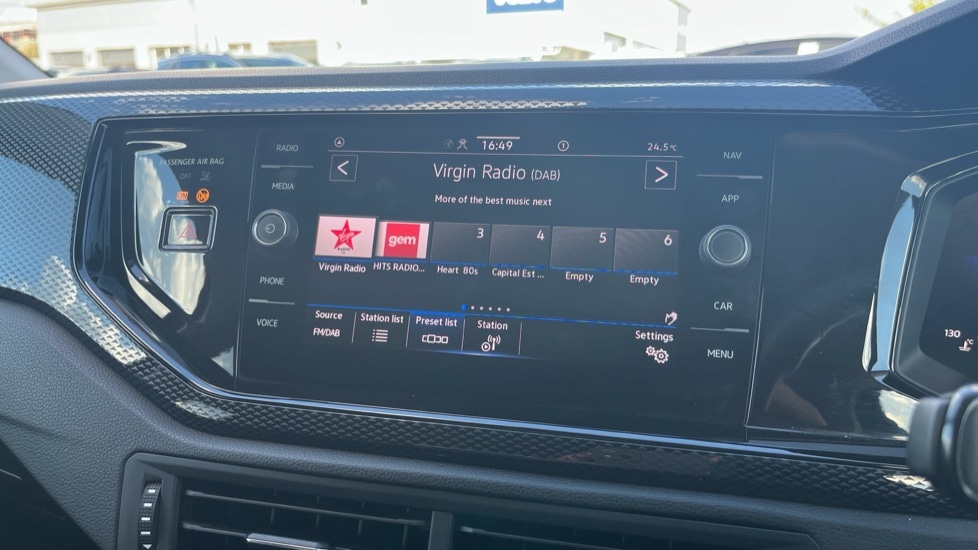 VOLVO
PASSENGER AIR BAG
OFF
ON
RADIO
MEDIA
PHONE
VOICE
16:49
24.5 °C
Virgin Radio (DAB)
More of the best music next
gem
3
4
5
6
Virgin Radio
HITS RADIO...
Heart 80s
Capital Est ...
Empty
Empty
Source
FM/DAB
Station list
Preset list
Station
Settings
NAV
APP
CAR
MENU
130
°C